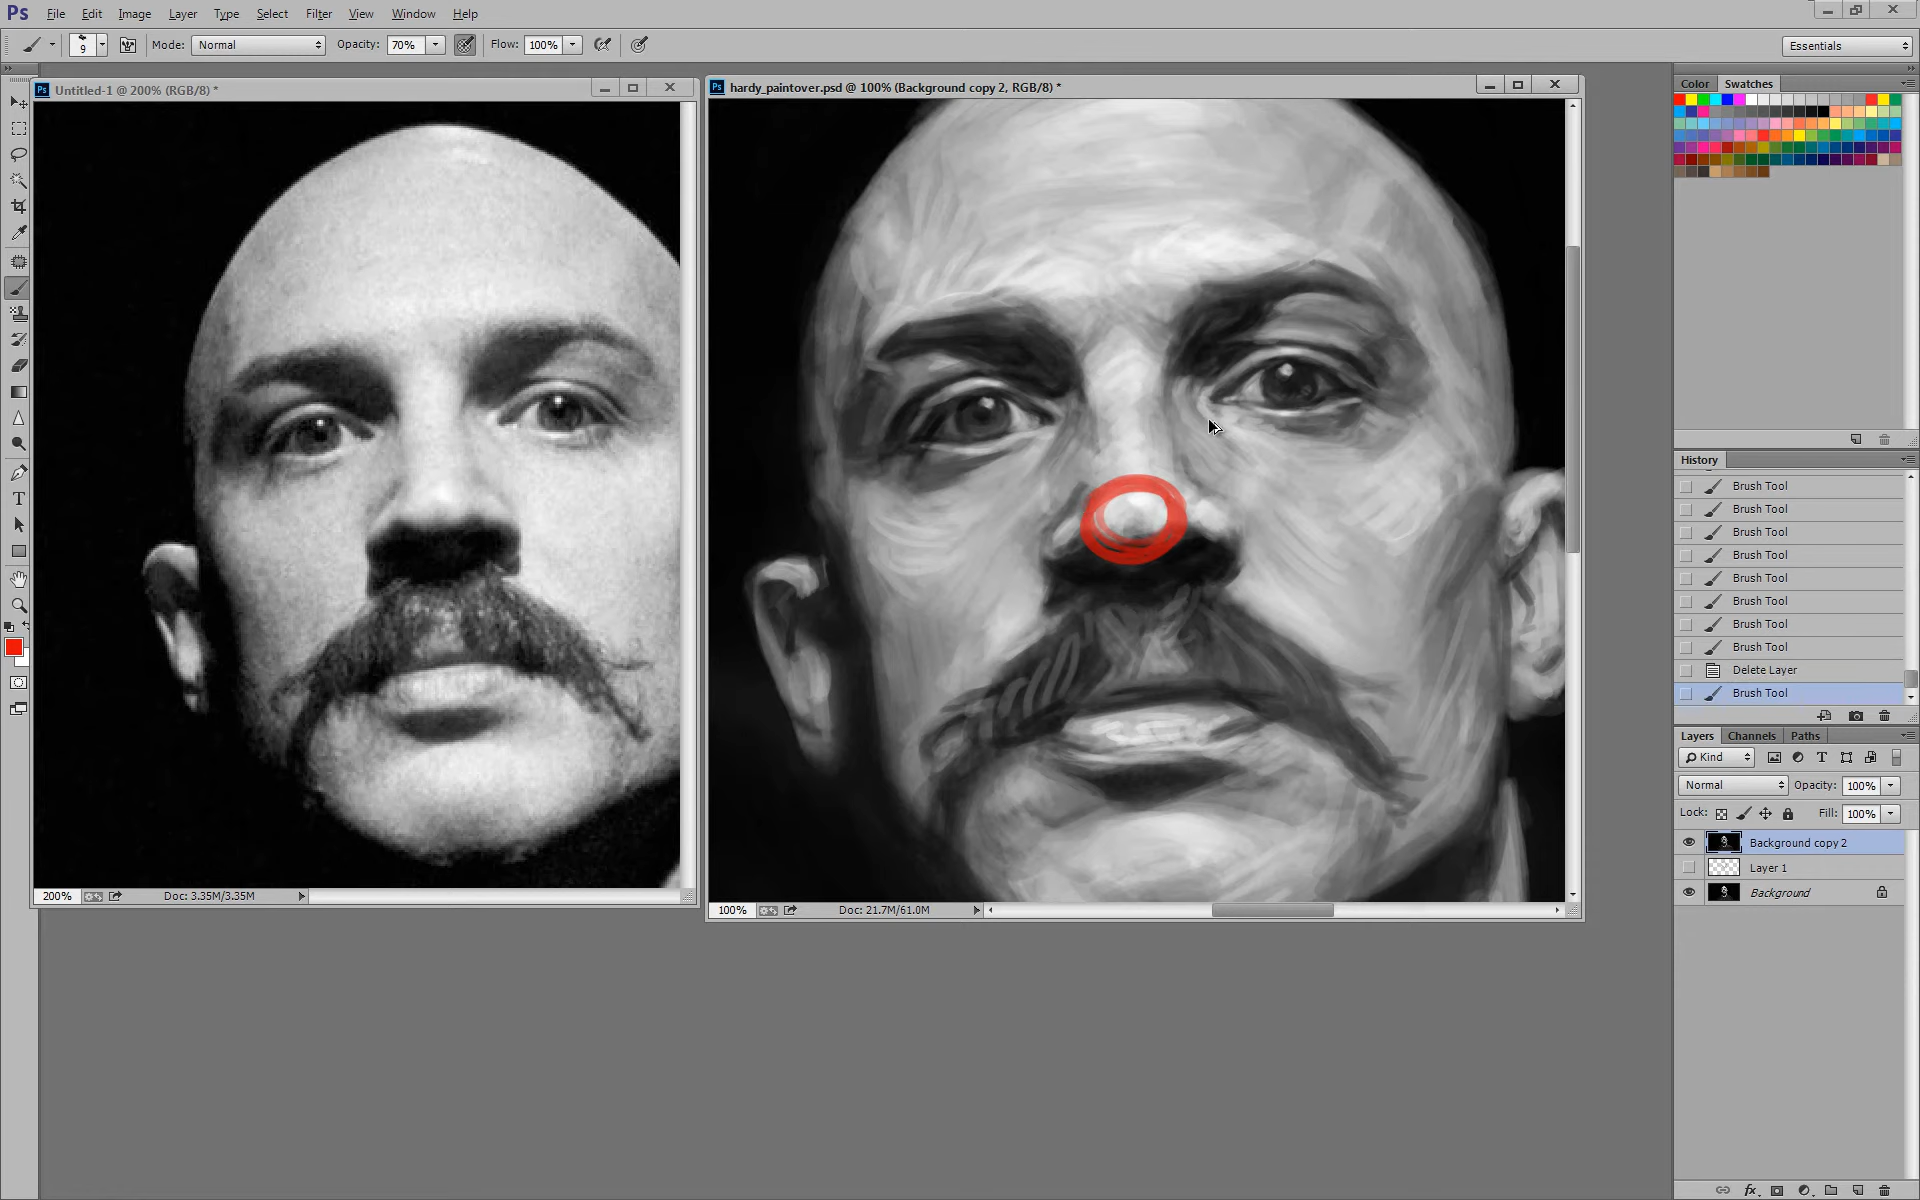 Ps File Edit Image Layer Type Select Filter View Window Help
9 Mode: Normal Opacity: 70% Flow: 100% Essentials
Untitled-1 @ 200% (RGB/8) *
hardy_paintover.psd @ 100% (Background copy 2, RGB/8) *
Color Swatches
History
Brush Tool
Brush Tool
Brush Tool
Brush Tool
Brush Tool
Brush Tool
Brush Tool
Brush Tool
Delete Layer
Brush Tool
Layers Channels Paths
Kind
Normal Opacity: 100%
Lock: Fill: 100%
Background copy 2
Layer 1
Background
200% Doc: 3.35M/3.35M
100% Doc: 21.7M/61.0M